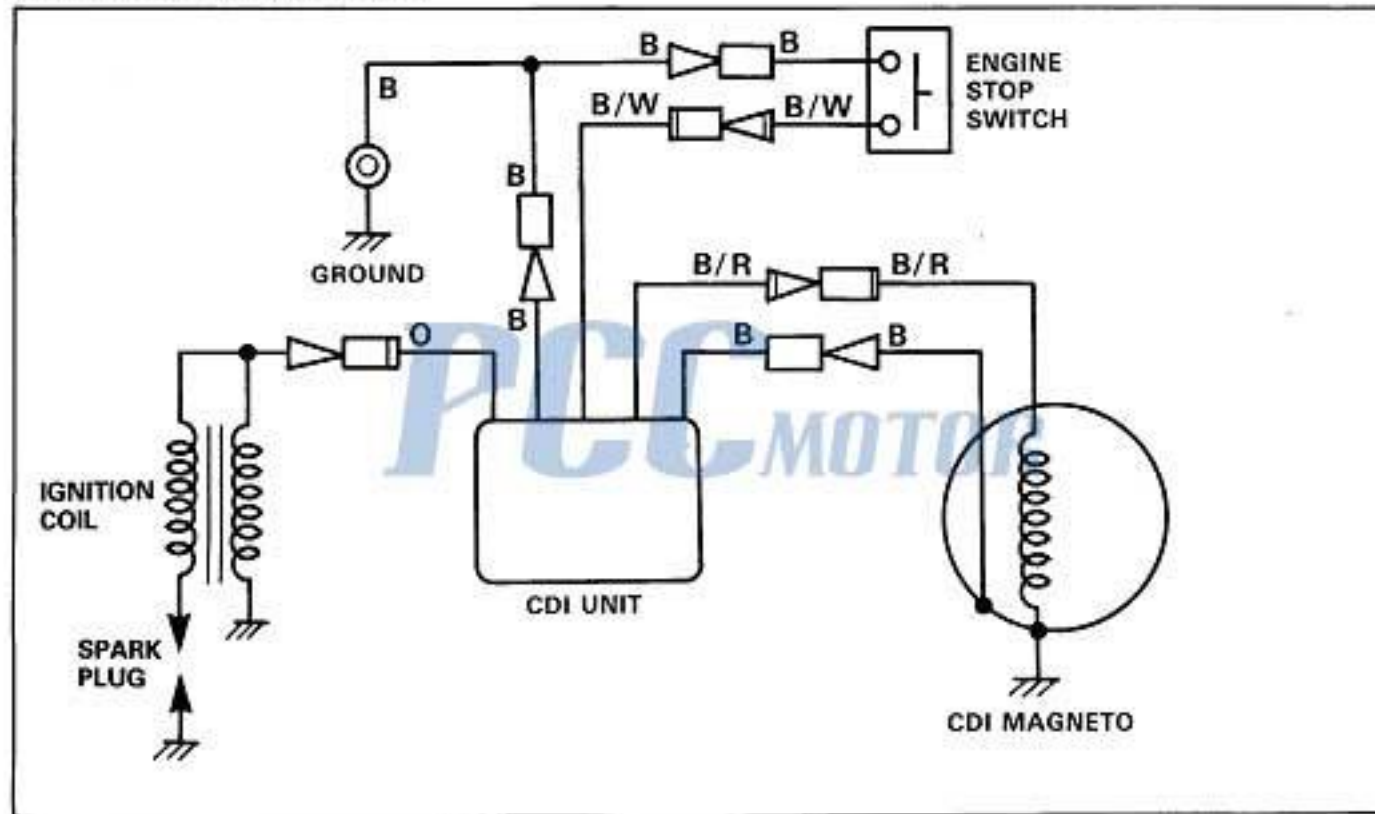 B
B
B
ENGINE
STOP
SWITCH
B/W
B/W
B
B
GROUND
B/R
B/R
O
B
B
B
PCC MOTOR
IGNITION
COIL
CDI UNIT
SPARK
PLUG
CDI MAGNETO